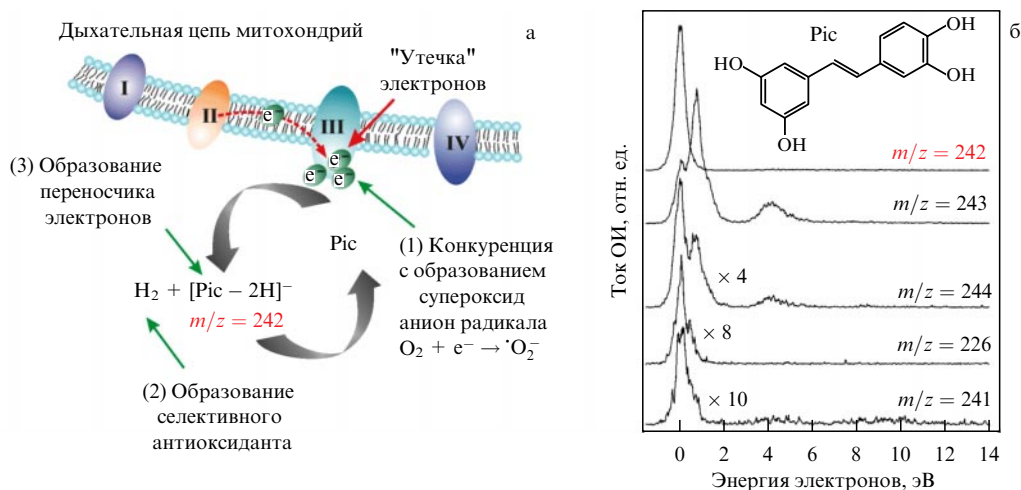 Дыхательная цепь митохондрий
а
"Утечка"
электронов
I
II
e⁻
III
IV
e⁻
e⁻
e⁻
(3) Образование
переносчика
электронов
Pic
(1) Конкуренция
с образованием
супероксид
анион радикала
O₂ + e⁻ → ˙O₂⁻
H₂ + [Pic − 2H]⁻
m/z = 242
(2) Образование
селективного
антиоксиданта
б
Pic
OH
HO
OH
OH
m/z = 242
m/z = 243
× 4
m/z = 244
× 8
m/z = 226
× 10
m/z = 241
Ток ОИ, отн. ед.
0 2 4 6 8 10 12 14
Энергия электронов, эВ